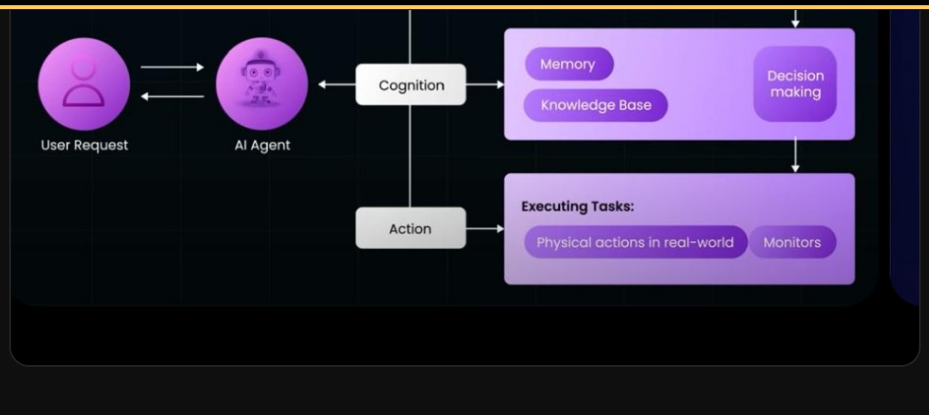 User Request
AI Agent
Cognition
Memory
Knowledge Base
Decision
making
Action
Executing Tasks:
Physical actions in real-world
Monitors